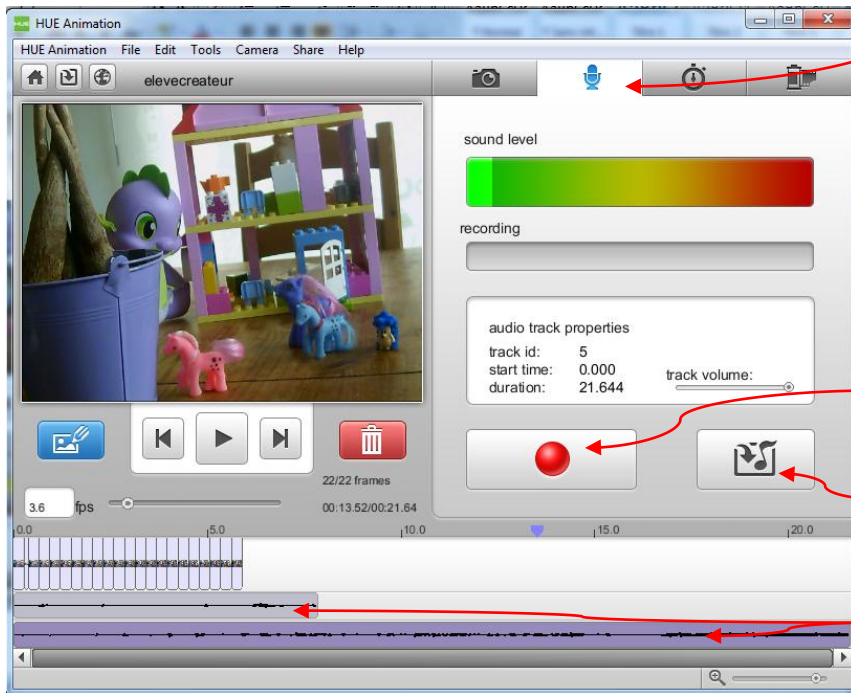 HUE Animation
HUE Animation File Edit Tools Camera Share Help
elevecreateur
sound level
recording
audio track properties
track id: 5
start time: 0.000
duration: 21.644
track volume:
22/22 frames
3.6 fps
00:13.52/00:21.64
0.0 5.0 10.0 15.0 20.0